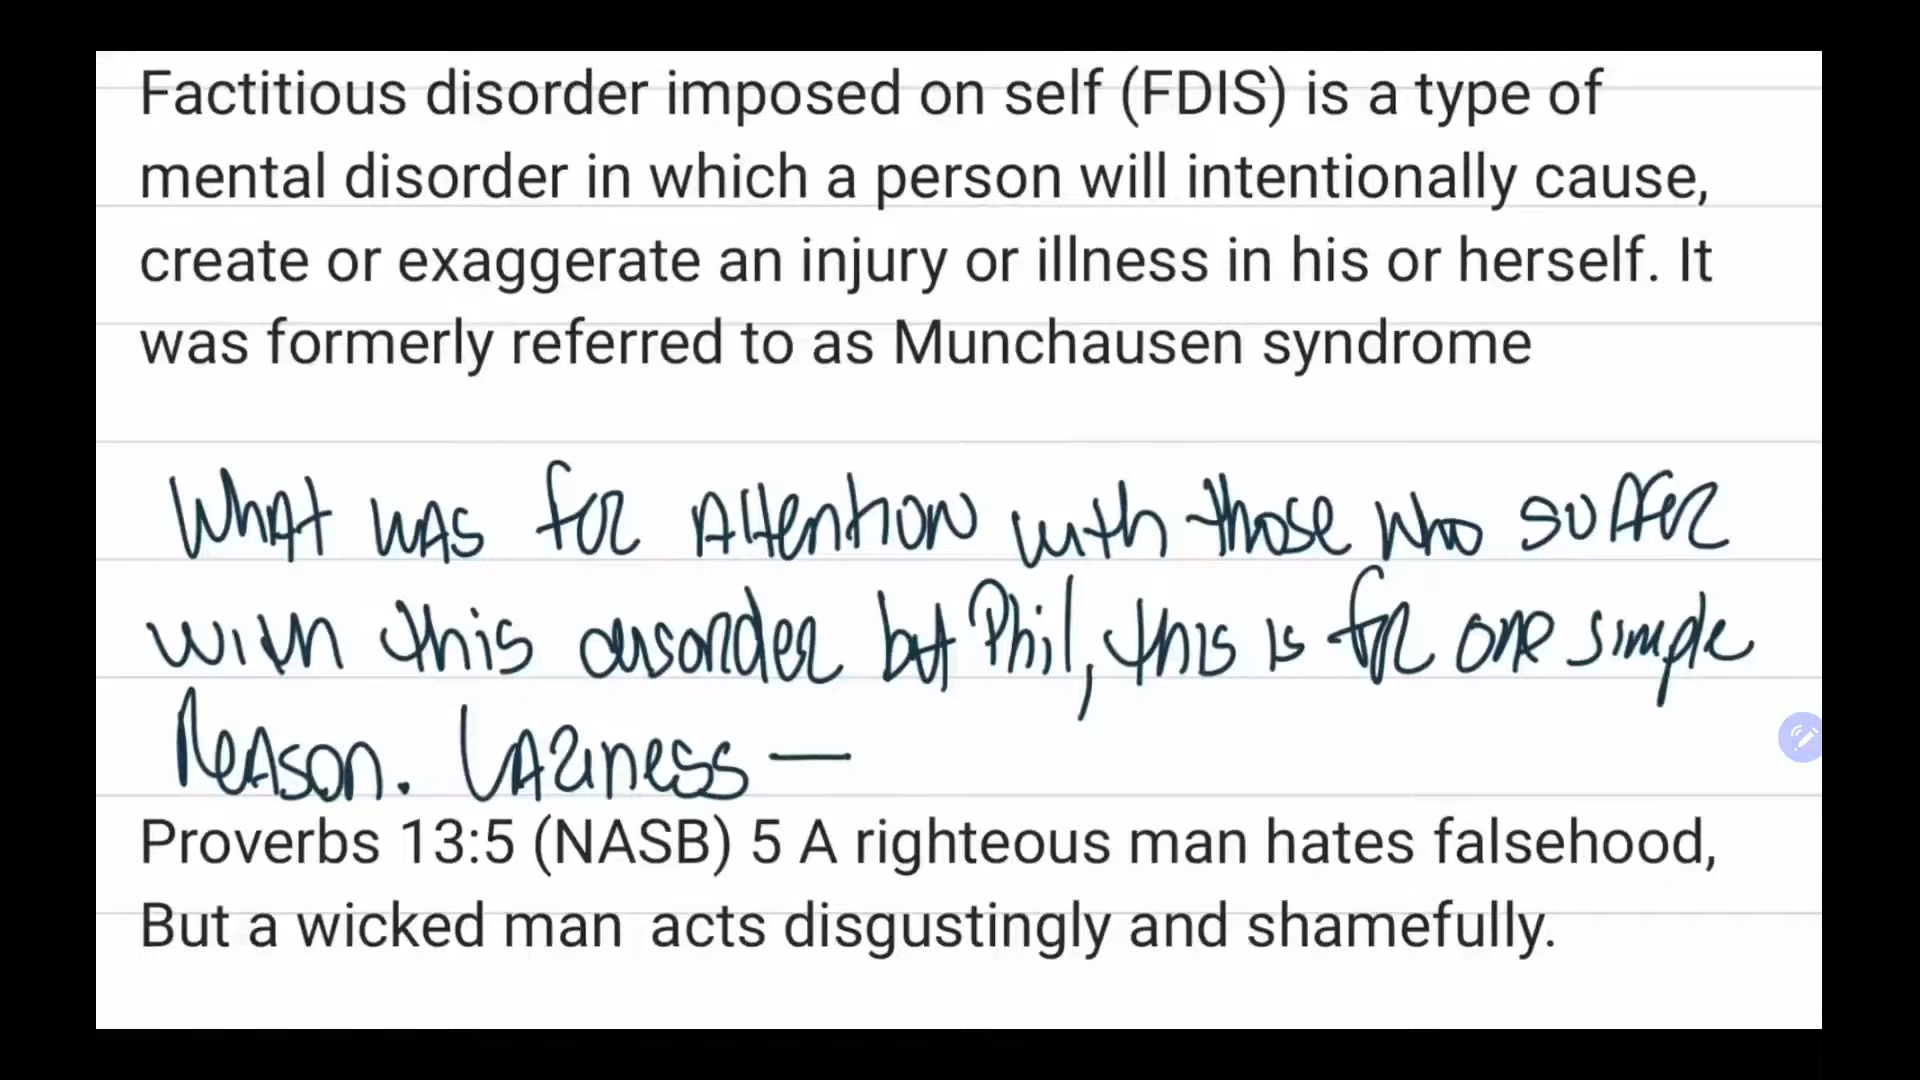 Factitious disorder imposed on self (FDIS) is a type of
mental disorder in which a person will intentionally cause,
create or exaggerate an injury or illness in his or herself. It
was formerly referred to as Munchausen syndrome
What was for Attention with those who suffer
with this disorder but Phil, this is for one simple
Reason. Laziness —
Proverbs 13:5 (NASB) 5 A righteous man hates falsehood,
But a wicked man acts disgustingly and shamefully.